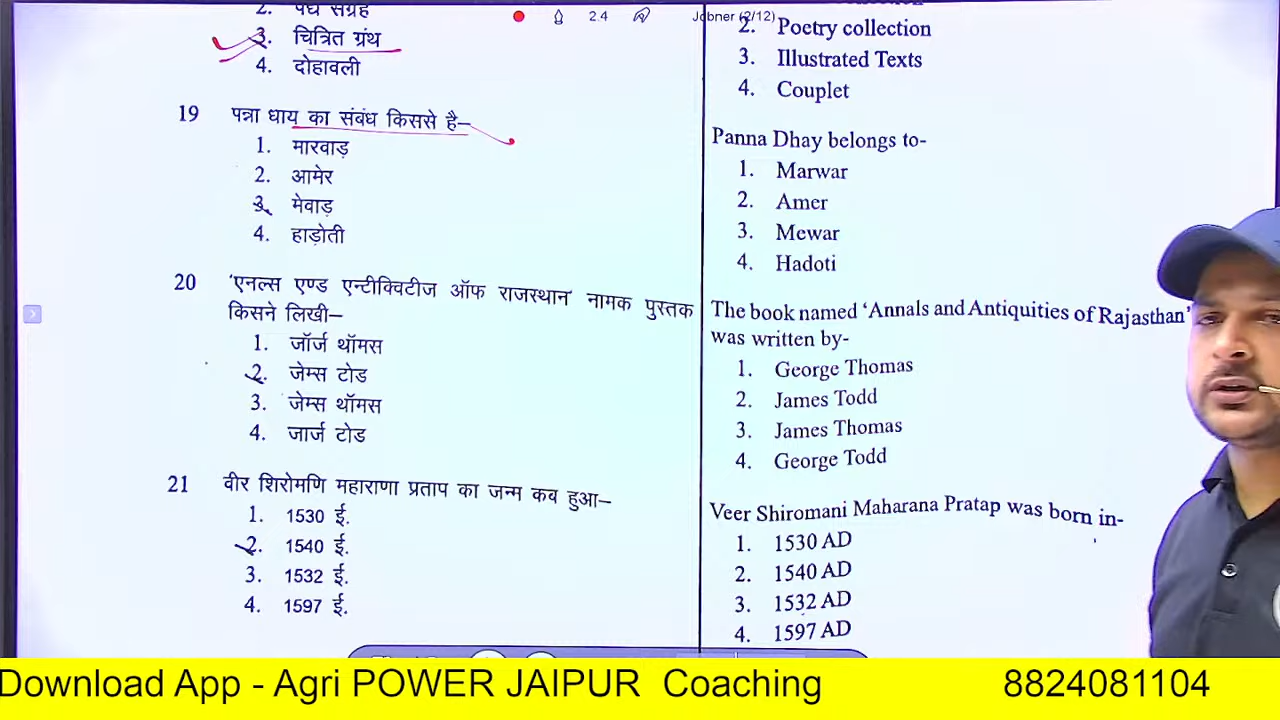 2. पद्य संग्रह
3. चित्रित ग्रंथ
4. दोहावली
19 पन्ना धाय का संबंध किससे है–
1. मारवाड़
2. आमेर
3. मेवाड़
4. हाड़ोती
20 'एनल्स एण्ड एन्टीक्विटीज ऑफ राजस्थान' नामक पुस्तक
किसने लिखी–
1. जॉर्ज थॉमस
2. जेम्स टोड
3. जेम्स थॉमस
4. जार्ज टोड
21 वीर शिरोमणि महाराणा प्रताप का जन्म कब हुआ–
1. 1530 ई.
2. 1540 ई.
3. 1532 ई.
4. 1597 ई.
2.4
Jobner (2/12)
2. Poetry collection
3. Illustrated Texts
4. Couplet
Panna Dhay belongs to-
1. Marwar
2. Amer
3. Mewar
4. Hadoti
The book named 'Annals and Antiquities of Rajasthan'
was written by-
1. George Thomas
2. James Todd
3. James Thomas
4. George Todd
Veer Shiromani Maharana Pratap was born in-
1. 1530 AD
2. 1540 AD
3. 1532 AD
4. 1597 AD
Download App - Agri POWER JAIPUR Coaching 8824081104